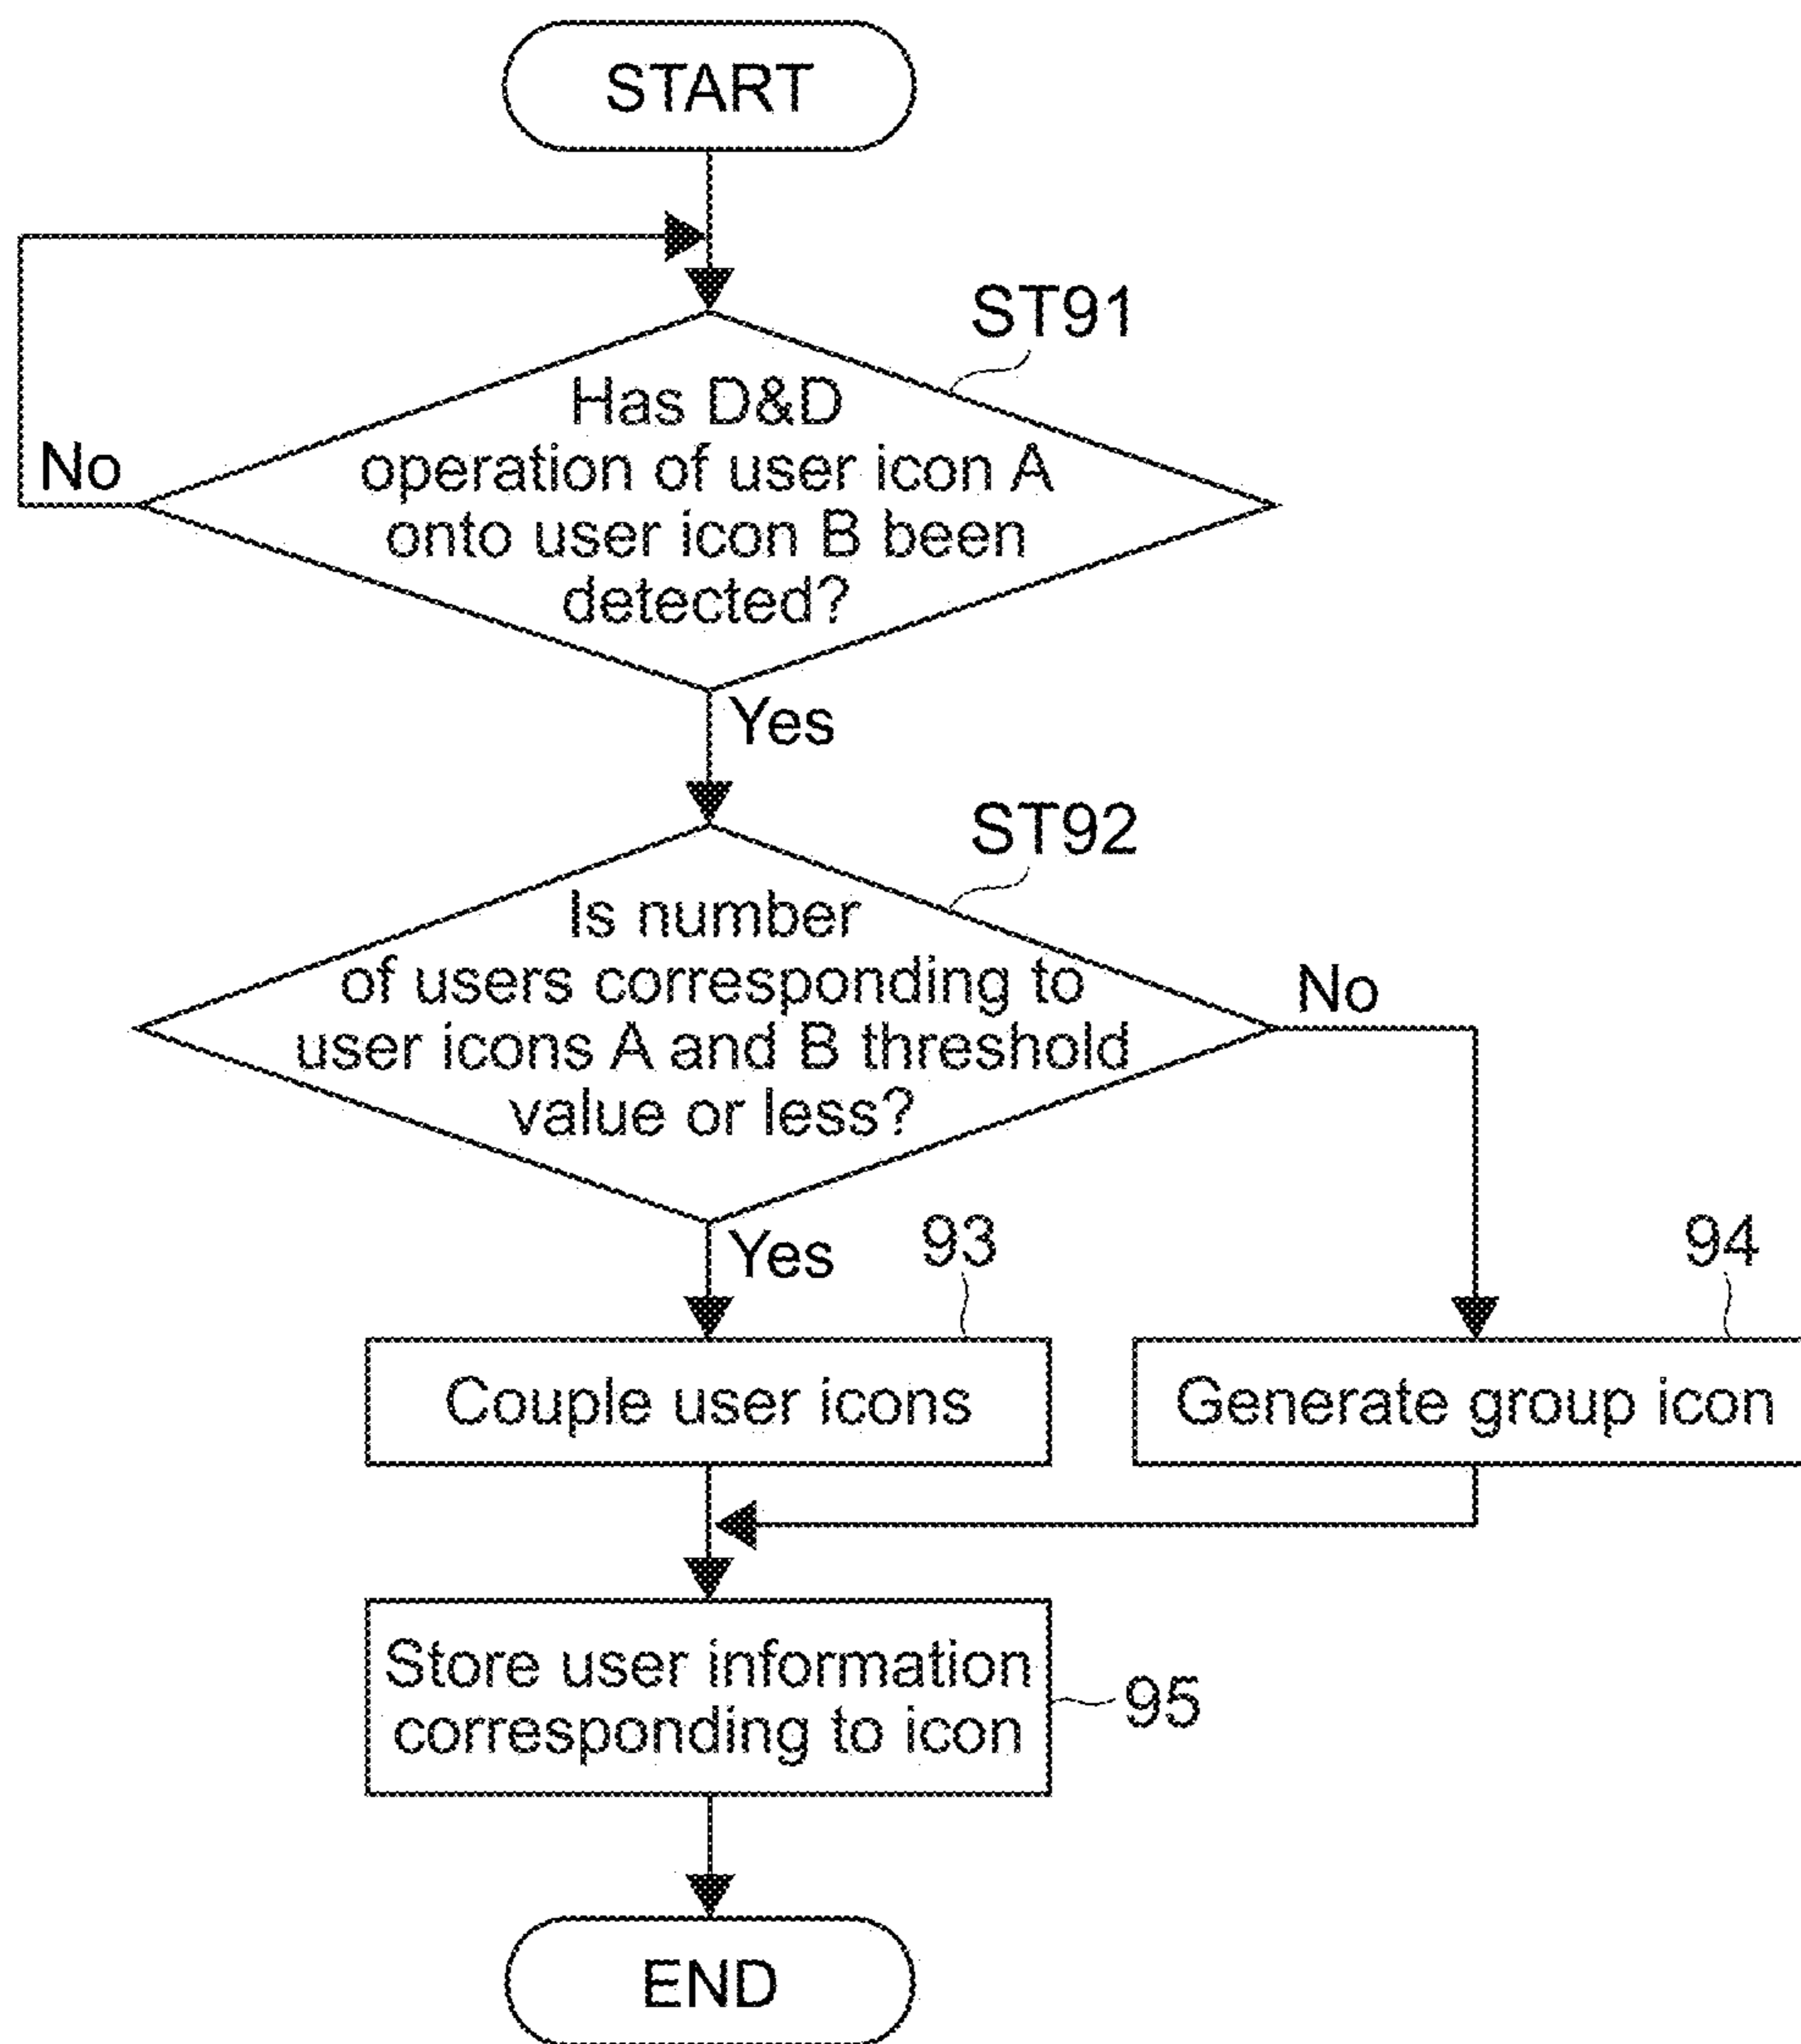 START
ST91
Has D&D
operation of user icon A
onto user icon B been
detected?
No
Yes
ST92
Is number
of users corresponding to
user icons A and B threshold
value or less?
No
Yes
93
94
Couple user icons
Generate group icon
Store user information
corresponding to icon
95
END